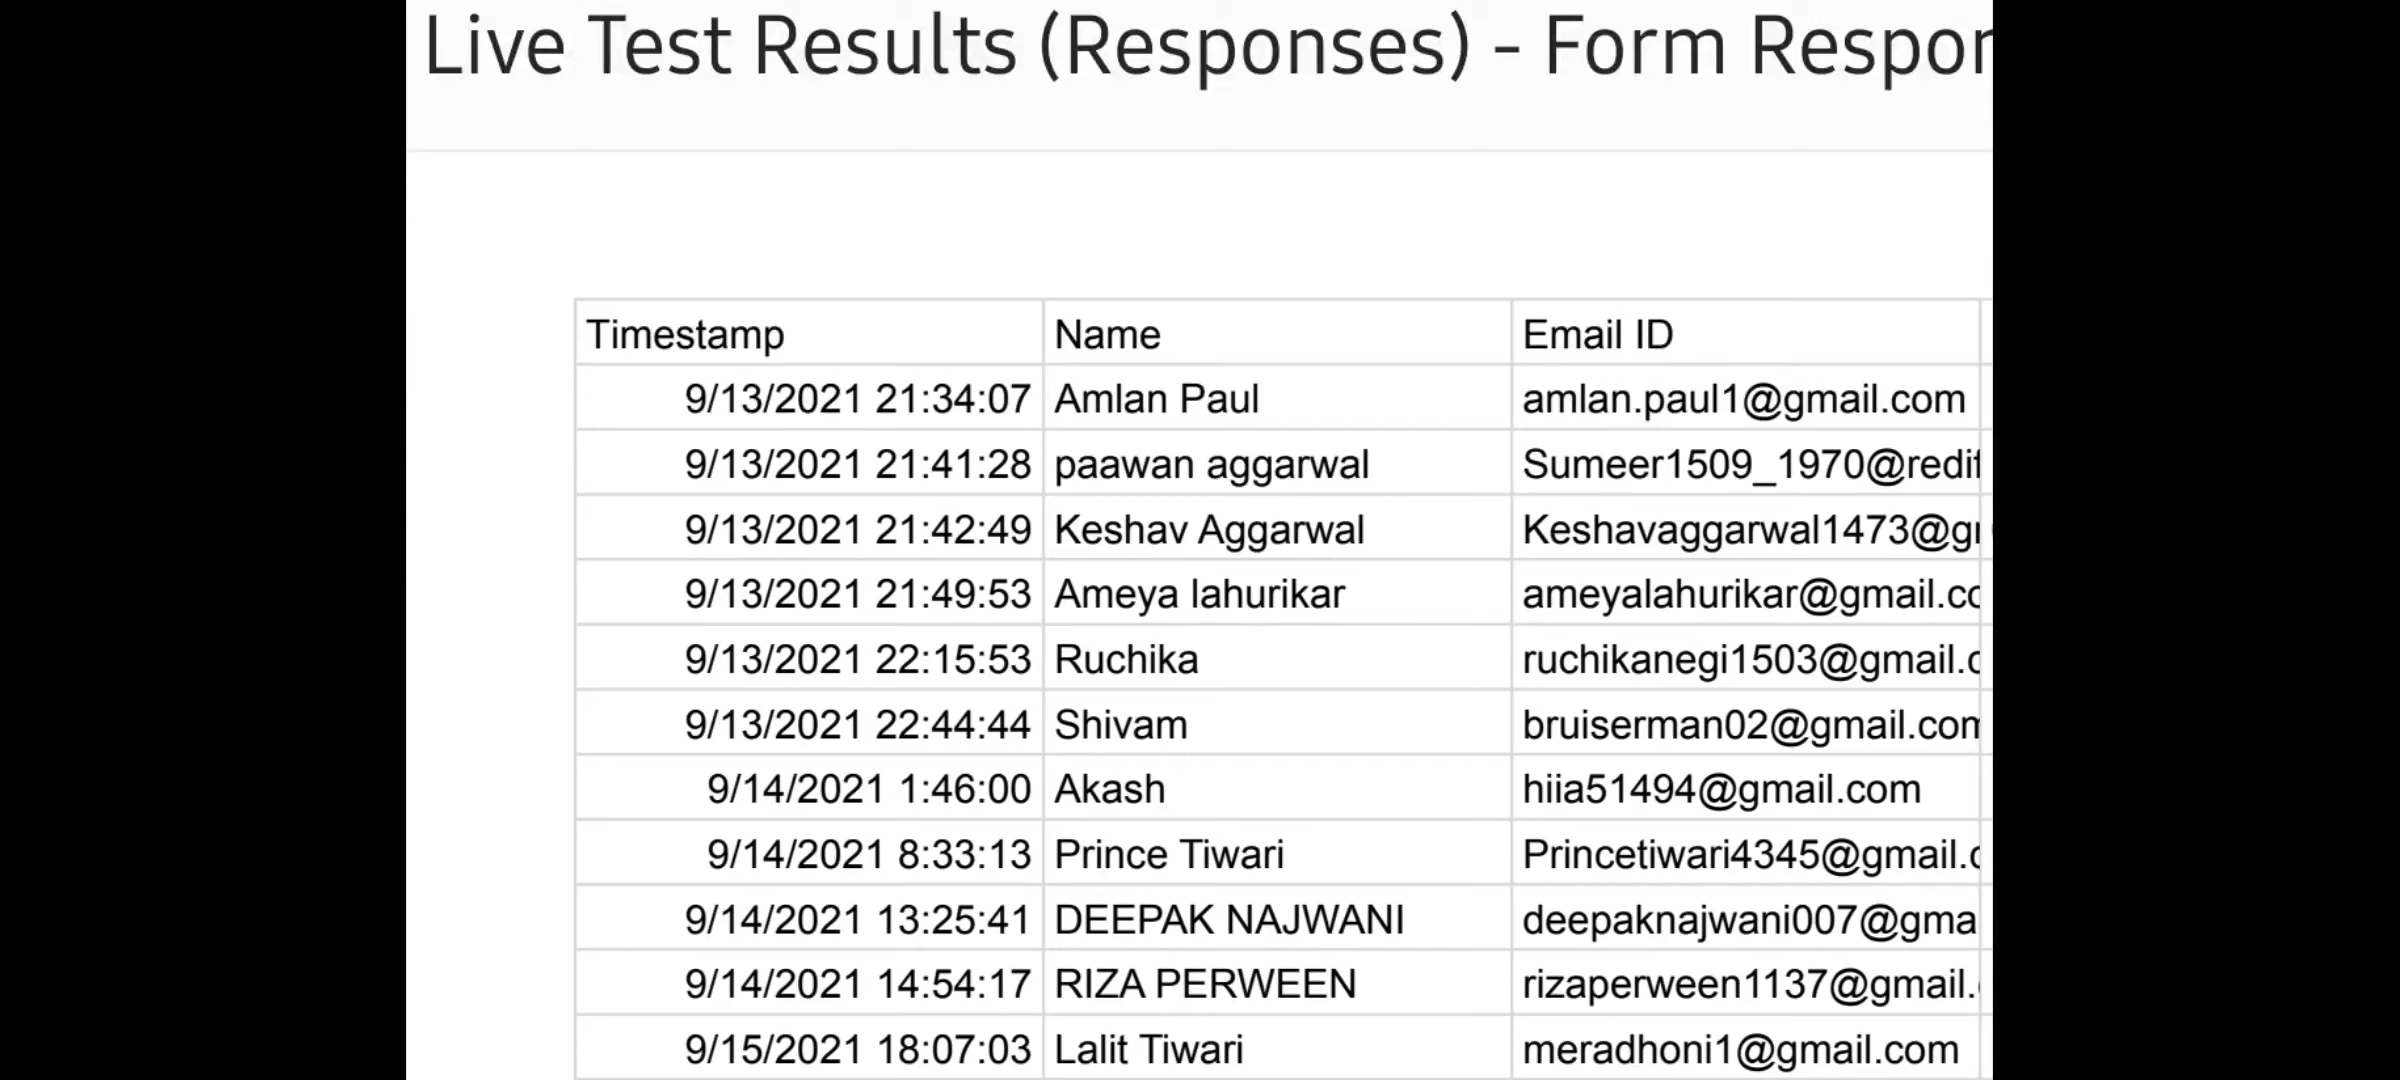 Live Test Results (Responses) - Form Respon
Timestamp Name Email ID
9/13/2021 21:34:07 Amlan Paul amlan.paul1@gmail.com
9/13/2021 21:41:28 paawan aggarwal Sumeer1509_1970@redif
9/13/2021 21:42:49 Keshav Aggarwal Keshavaggarwal1473@g
9/13/2021 21:49:53 Ameya lahurikar ameyalahurikar@gmail.co
9/13/2021 22:15:53 Ruchika ruchikanegi1503@gmail.c
9/13/2021 22:44:44 Shivam bruiserman02@gmail.com
9/14/2021 1:46:00 Akash hiia51494@gmail.com
9/14/2021 8:33:13 Prince Tiwari Princetiwari4345@gmail.c
9/14/2021 13:25:41 DEEPAK NAJWANI deepaknajwani007@gma
9/14/2021 14:54:17 RIZA PERWEEN rizaperween1137@gmail.
9/15/2021 18:07:03 Lalit Tiwari meradhoni1@gmail.com